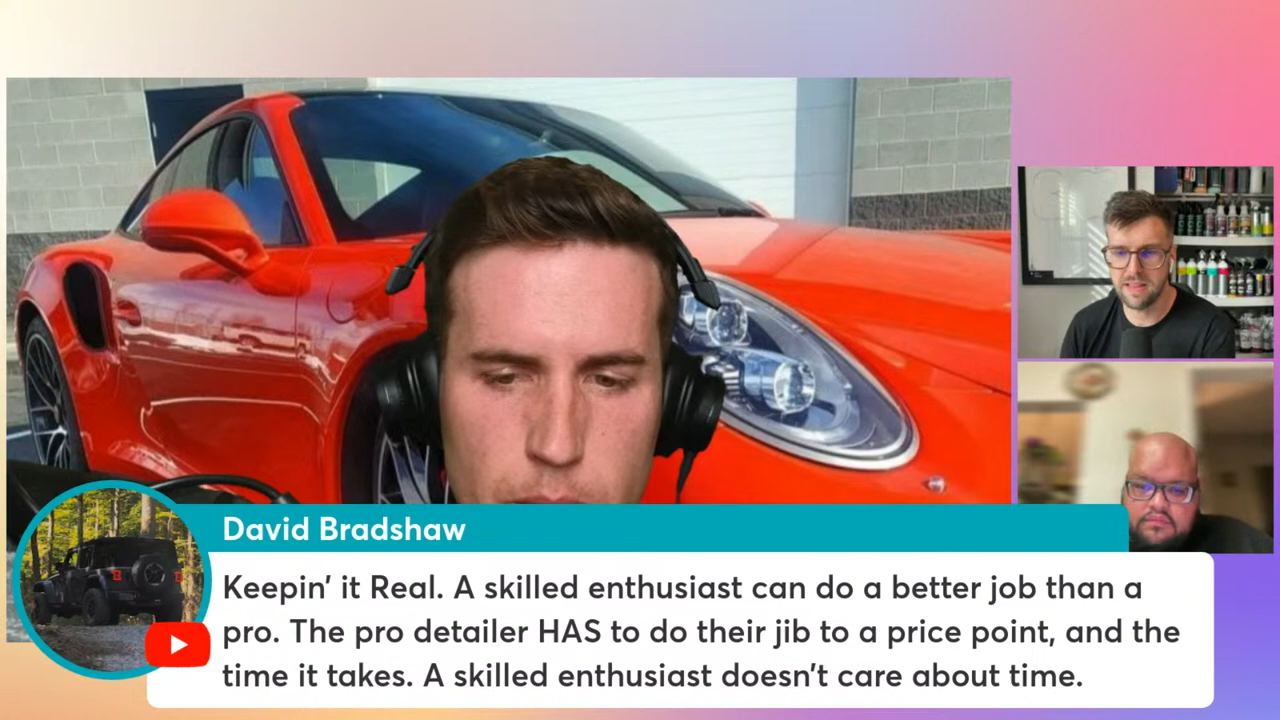 David Bradshaw
Keepin' it Real. A skilled enthusiast can do a better job than a
pro. The pro detailer HAS to do their jib to a price point, and the
time it takes. A skilled enthusiast doesn't care about time.